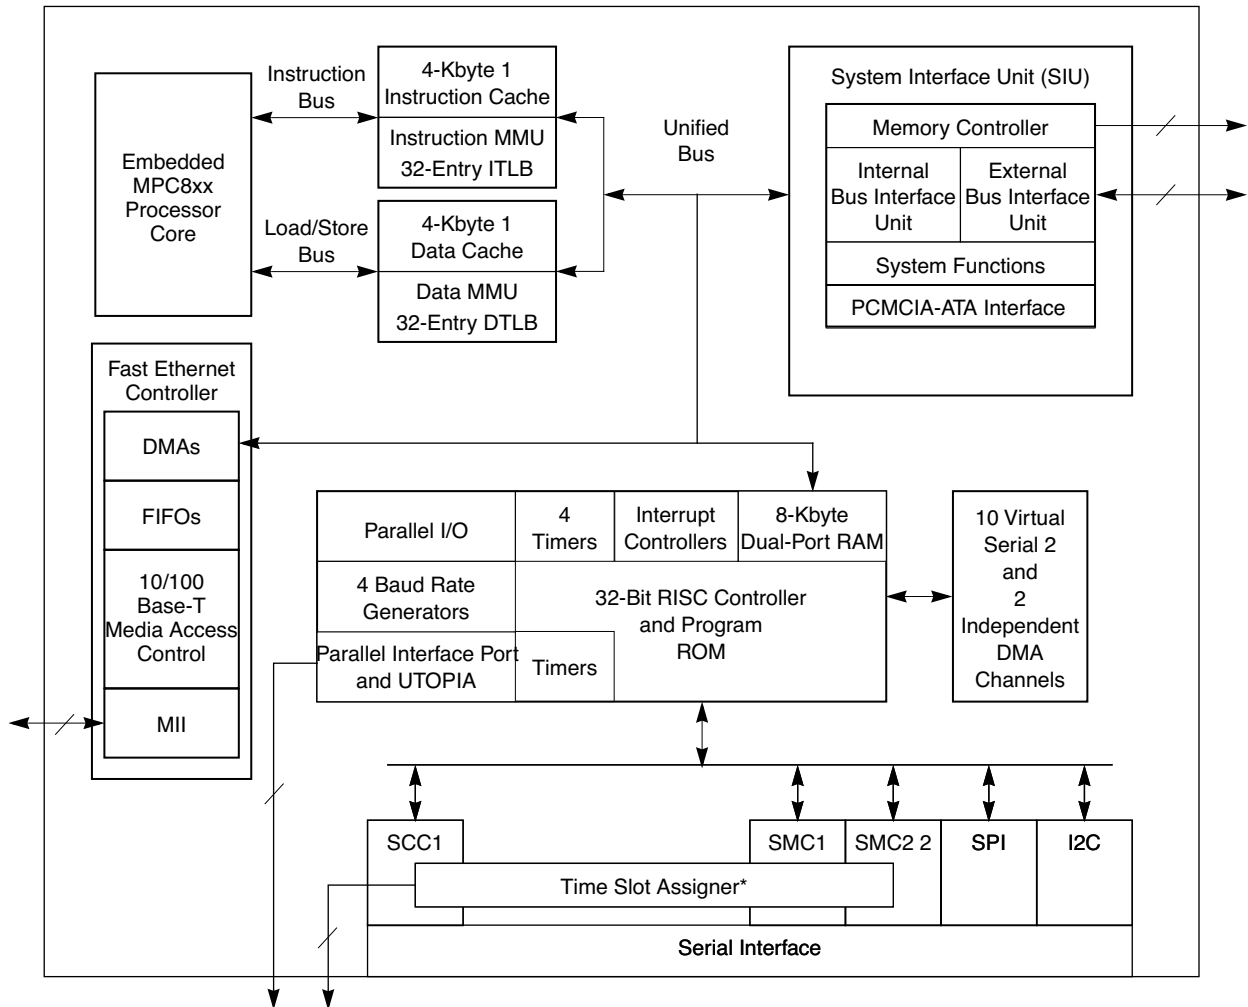 Embedded
MPC8xx
Processor
Core
Instruction
Bus
Load/Store
Bus
4-Kbyte 1
Instruction Cache
Instruction MMU
32-Entry ITLB
4-Kbyte 1
Data Cache
Data MMU
32-Entry DTLB
Unified
Bus
System Interface Unit (SIU)
Memory Controller
Internal
Bus Interface
Unit
External
Bus Interface
Unit
System Functions
PCMCIA-ATA Interface
Fast Ethernet
Controller
DMAs
FIFOs
10/100
Base-T
Media Access
Control
MII
Parallel I/O
4
Timers
Interrupt
Controllers
8-Kbyte
Dual-Port RAM
4 Baud Rate
Generators
32-Bit RISC Controller
and Program
ROM
Parallel Interface Port
and UTOPIA
Timers
10 Virtual
Serial 2
and
2
Independent
DMA
Channels
SCC1
SMC1
SMC2 2
SPI
I2C
Time Slot Assigner*
Serial Interface